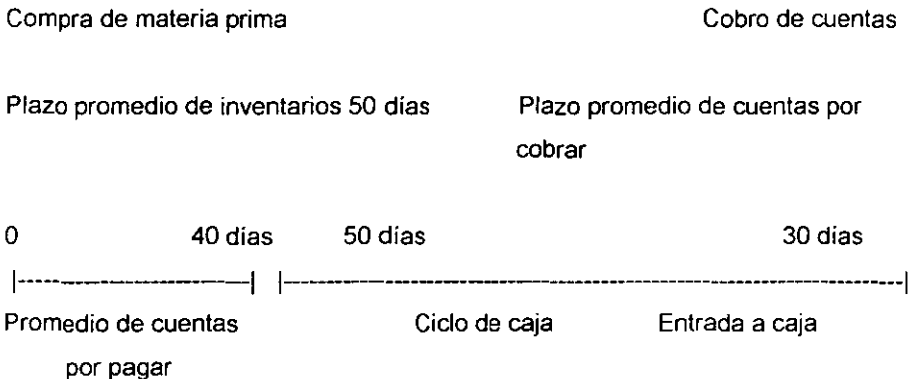 Compra de materia prima Cobro de cuentas
Plazo promedio de inventarios 50 días Plazo promedio de cuentas por
cobrar
0 40 días 50 días 30 días
Promedio de cuentas Ciclo de caja Entrada a caja
por pagar